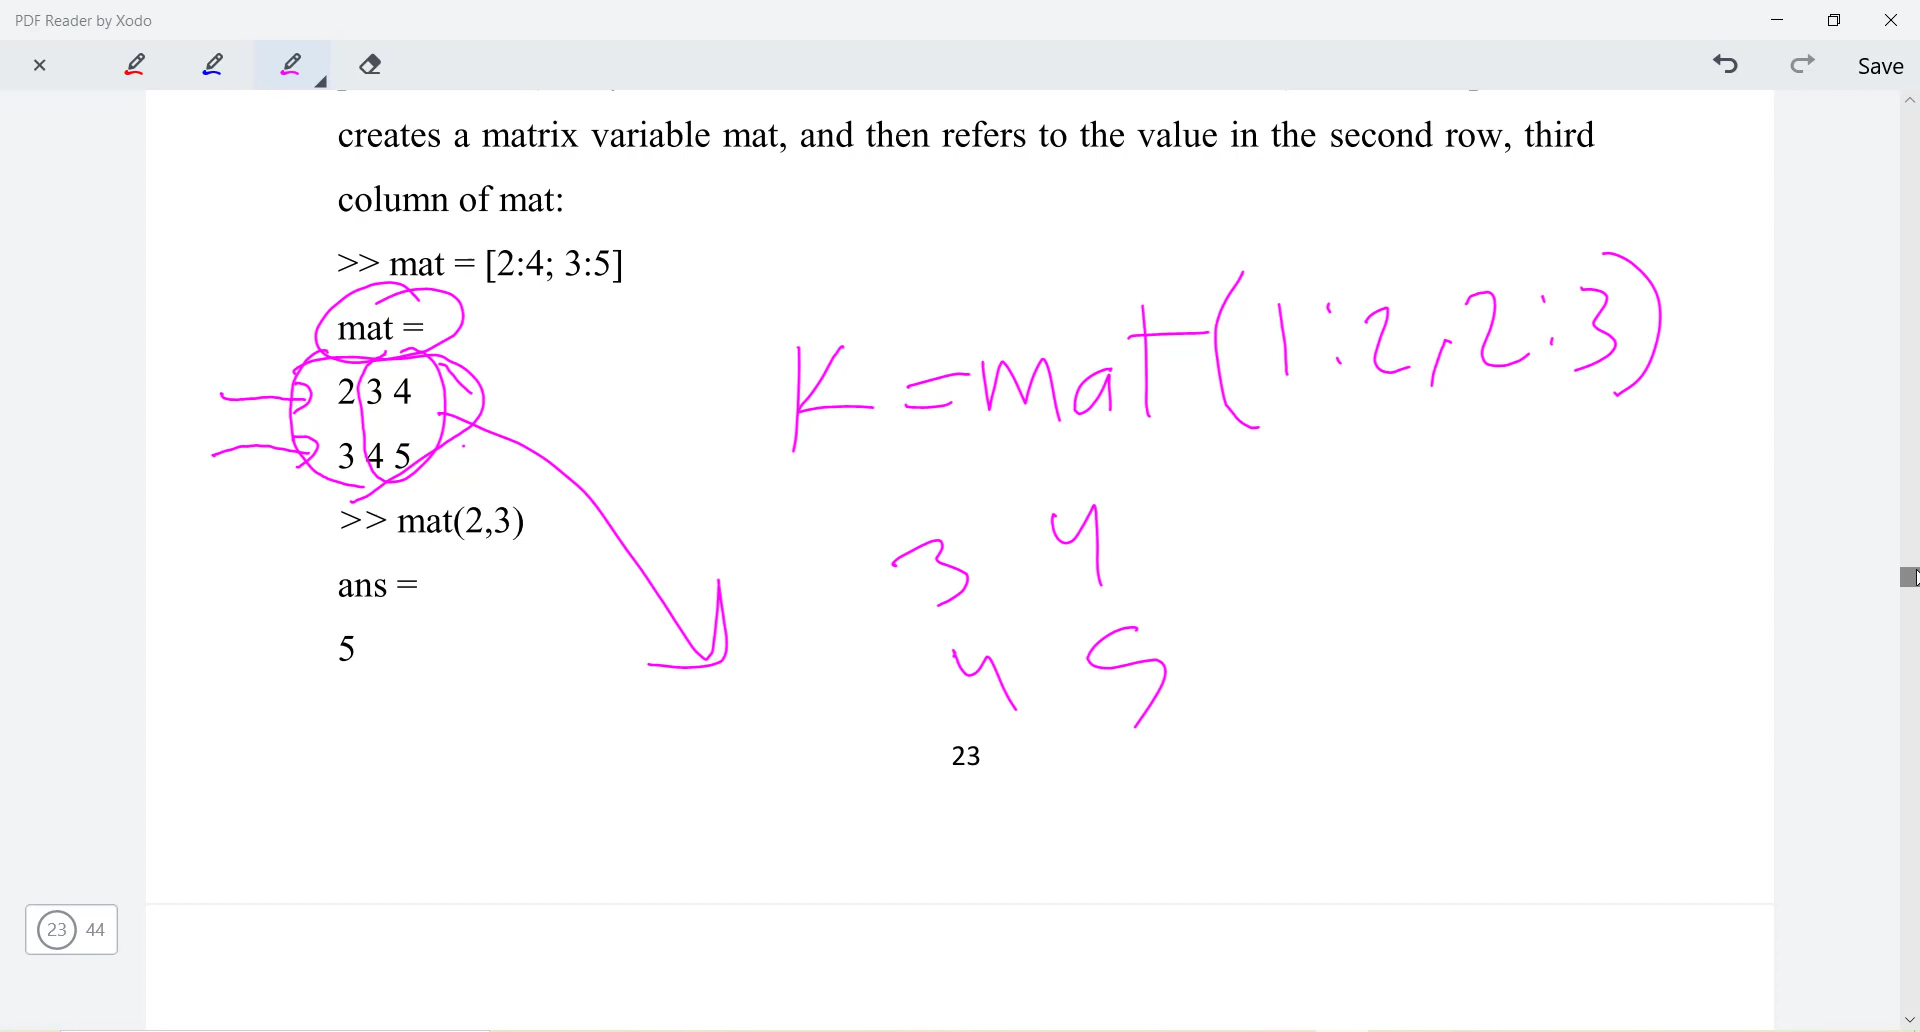 PDF Reader by Xodo
Save
creates a matrix variable mat, and then refers to the value in the second row, third
column of mat:
>> mat = [2:4; 3:5]
mat =
2 3 4
3 4 5
>> mat(2,3)
ans =
5
K = mat(1:2, 2:3)
3 4
4 5
23
23 44